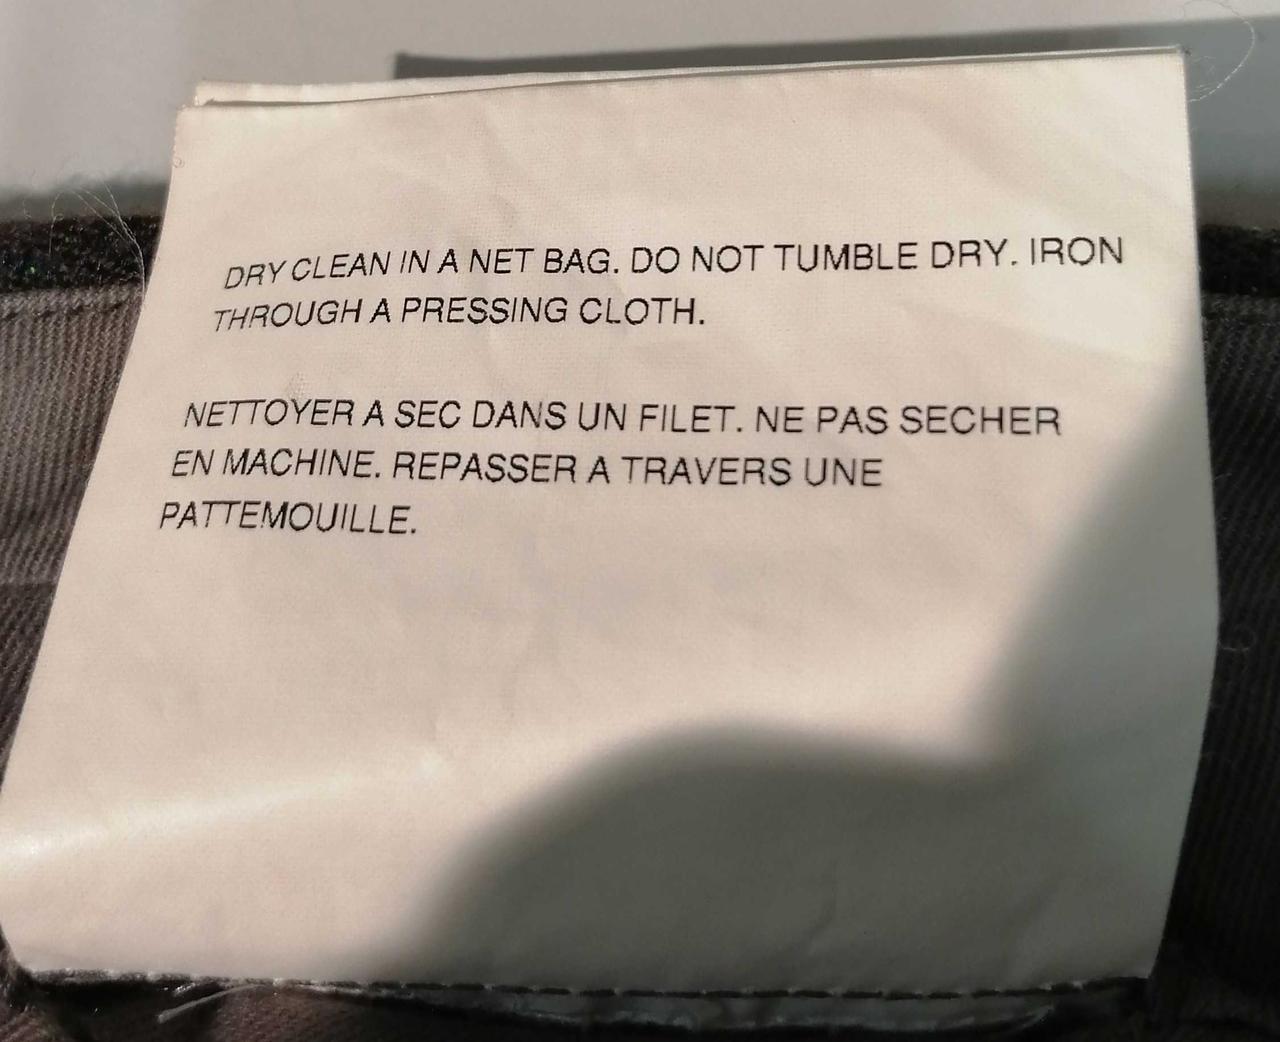 DRY CLEAN IN A NET BAG. DO NOT TUMBLE DRY. IRON
THROUGH A PRESSING CLOTH.
NETTOYER A SEC DANS UN FILET. NE PAS SECHER
EN MACHINE. REPASSER A TRAVERS UNE
PATTEMOUILLE.